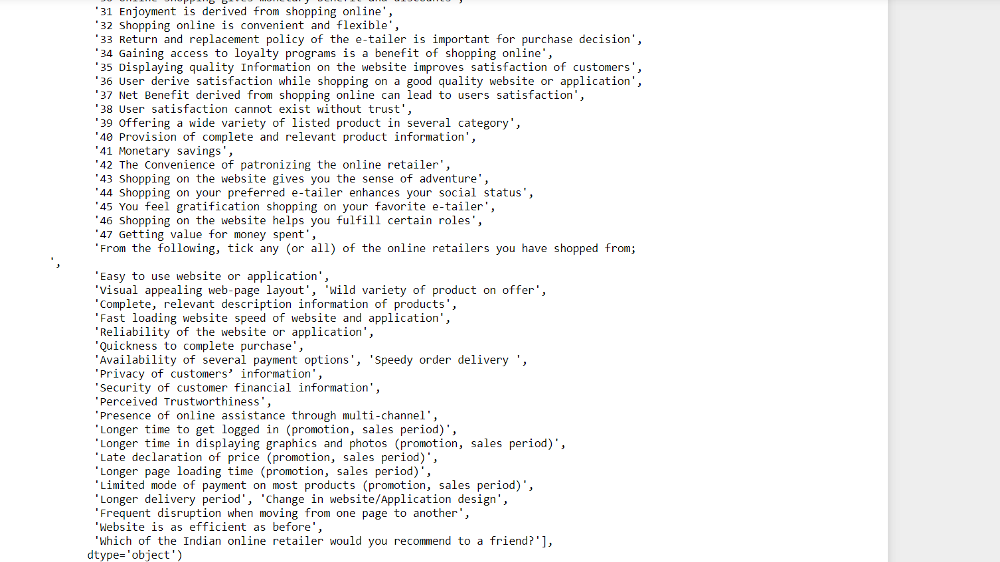 '30 Online shopping gives monetary benefit and discounts',
'31 Enjoyment is derived from shopping online',
'32 Shopping online is convenient and flexible',
'33 Return and replacement policy of the e-tailer is important for purchase decision',
'34 Gaining access to loyalty programs is a benefit of shopping online',
'35 Displaying quality Information on the website improves satisfaction of customers',
'36 User derive satisfaction while shopping on a good quality website or application',
'37 Net Benefit derived from shopping online can lead to users satisfaction',
'38 User satisfaction cannot exist without trust',
'39 Offering a wide variety of listed product in several category',
'40 Provision of complete and relevant product information',
'41 Monetary savings',
'42 The Convenience of patronizing the online retailer',
'43 Shopping on the website gives you the sense of adventure',
'44 Shopping on your preferred e-tailer enhances your social status',
'45 You feel gratification shopping on your favorite e-tailer',
'46 Shopping on the website helps you fulfill certain roles',
'47 Getting value for money spent',
'From the following, tick any (or all) of the online retailers you have shopped from;
',
'Easy to use website or application',
'Visual appealing web-page layout', 'Wild variety of product on offer',
'Complete, relevant description information of products',
'Fast loading website speed of website and application',
'Reliability of the website or application',
'Quickness to complete purchase',
'Availability of several payment options', 'Speedy order delivery ',
'Privacy of customers’ information',
'Security of customer financial information',
'Perceived Trustworthiness',
'Presence of online assistance through multi-channel',
'Longer time to get logged in (promotion, sales period)',
'Longer time in displaying graphics and photos (promotion, sales period)',
'Late declaration of price (promotion, sales period)',
'Longer page loading time (promotion, sales period)',
'Limited mode of payment on most products (promotion, sales period)',
'Longer delivery period', 'Change in website/Application design',
'Frequent disruption when moving from one page to another',
'Website is as efficient as before',
'Which of the Indian online retailer would you recommend to a friend?'],
dtype='object')